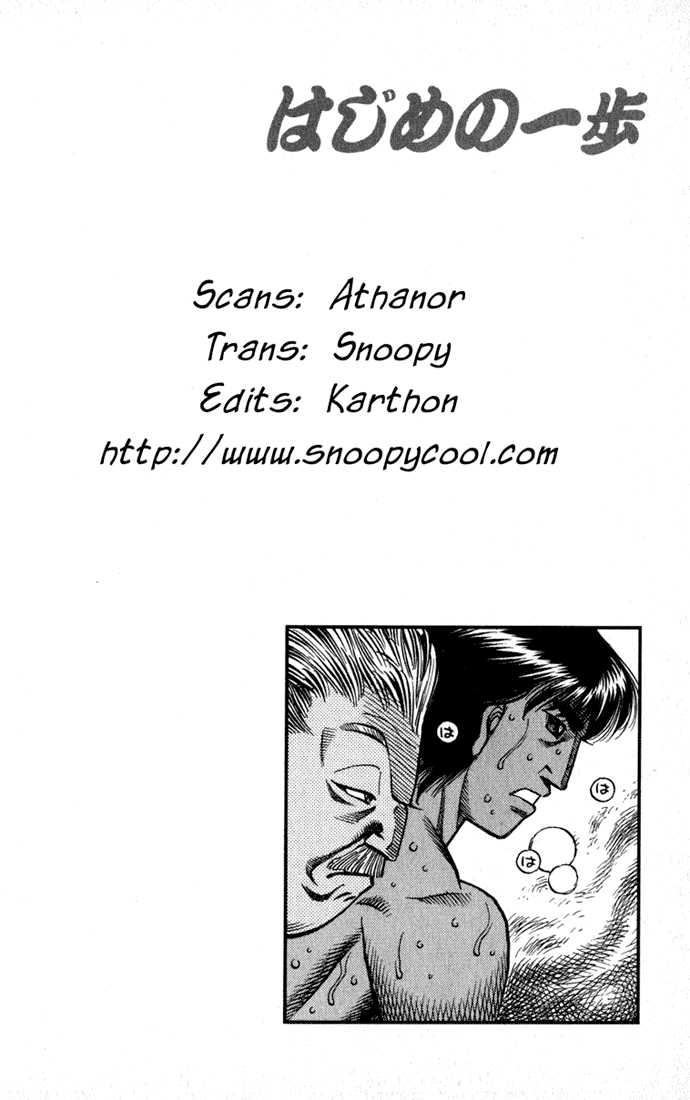 はじめの一歩
Scans: Athanor
Trans: Snoopy
Edits: Karthon
http://www.snoopycool.com
は
は
は